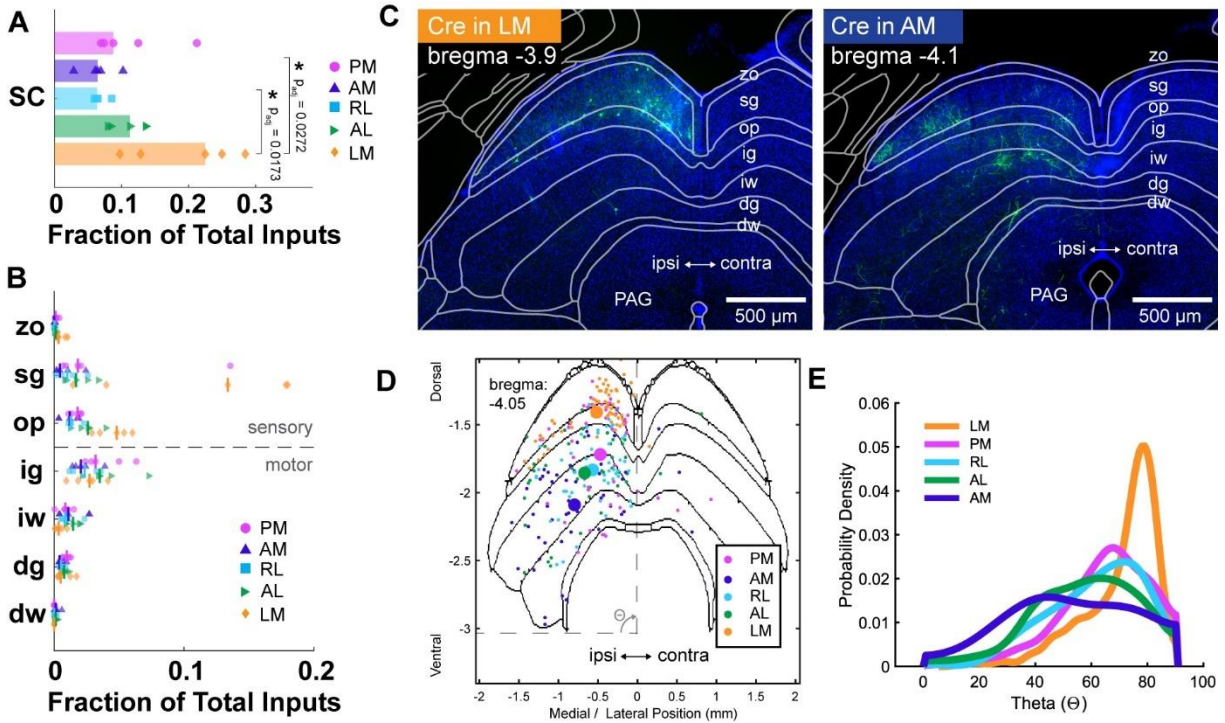 A
SC
* p_adj = 0.0272
* p_adj = 0.0173
PM
AM
RL
AL
LM
0 0.1 0.2 0.3
Fraction of Total Inputs
B
zo
sg
op
sensory
motor
ig
iw
dg
dw
PM
AM
RL
AL
LM
0 0.2
Fraction of Total Inputs
C
Cre in LM
bregma -3.9
zo
sg
op
ig
iw
dg
dw
ipsi contra
PAG
500 µm
Cre in AM
bregma -4.1
zo
sg
op
ig
iw
dg
dw
ipsi contra
PAG
500 µm
D
Dorsal
Ventral
bregma:
-4.05
-1.5
-2
-2.5
-3
Θ
ipsi contra
PM
AM
RL
AL
LM
-2 -1.5 -1 -0.5 0 0.5 1 1.5 2
Medial / Lateral Position (mm)
E
Probability Density
0.06
0.05
0.04
0.03
0.02
0.01
0
LM
PM
RL
AL
AM
0 20 40 60 80 100
Theta (Θ)